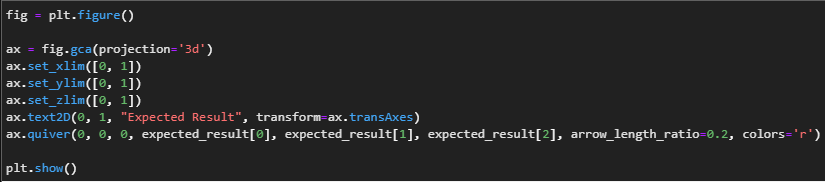 fig = plt.figure()
ax = fig.gca(projection='3d')
ax.set_xlim([0, 1])
ax.set_ylim([0, 1])
ax.set_zlim([0, 1])
ax.text2D(0, 1, "Expected Result", transform=ax.transAxes)
ax.quiver(0, 0, 0, expected_result[0], expected_result[1], expected_result[2], arrow_length_ratio=0.2, colors='r')
plt.show()